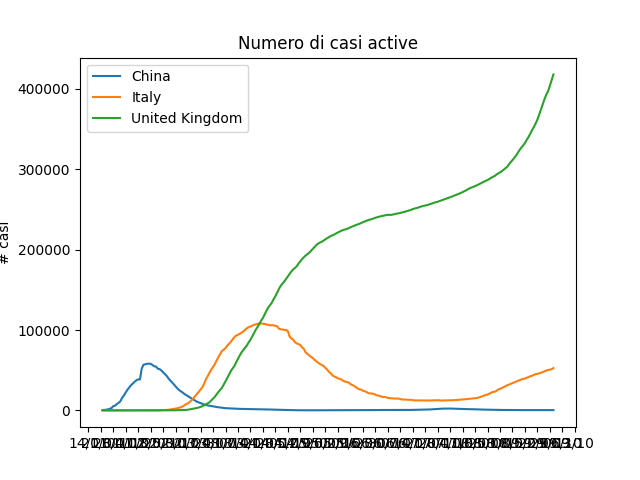 Numero di casi active
China
Italy
United Kingdom
400000
300000
200000
100000
0
# casi